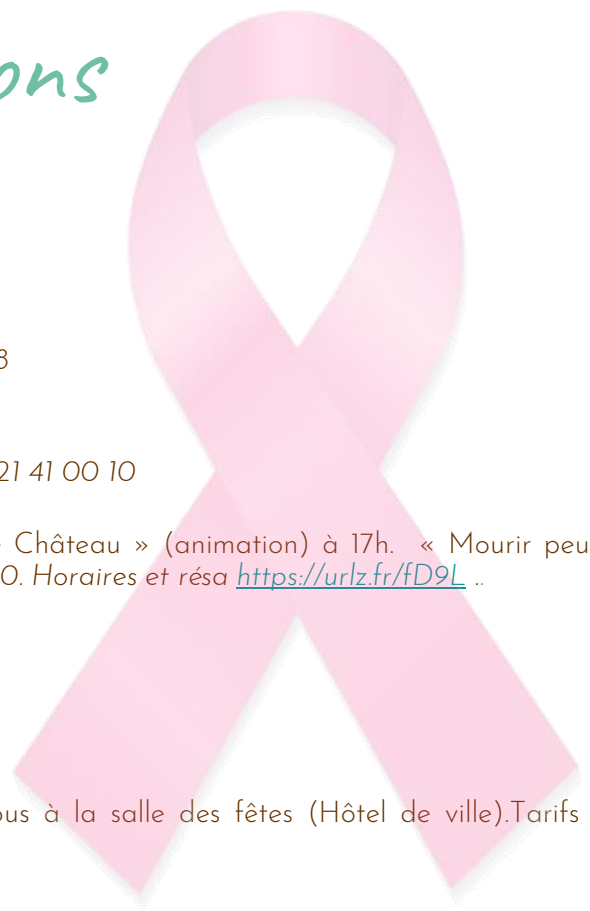 ons
8
21 41 00 10
Château » (animation) à 17h. « Mourir peu
0. Horaires et résa https://urlz.fr/fD9L ..
ous à la salle des fêtes (Hôtel de ville).Tarifs